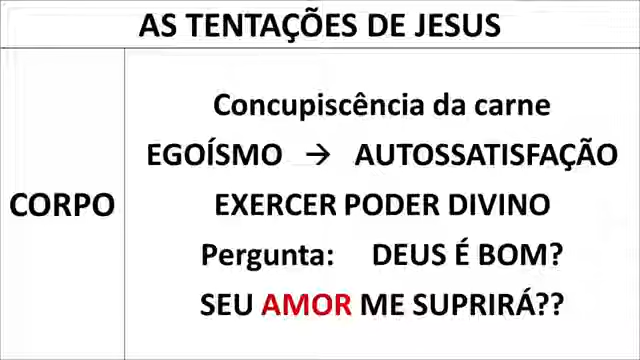 AS TENTAÇÕES DE JESUS
CORPO
Concupiscência da carne
EGOÍSMO → AUTOSSATISFAÇÃO
EXERCER PODER DIVINO
Pergunta: DEUS É BOM?
SEU AMOR ME SUPRIRÁ??